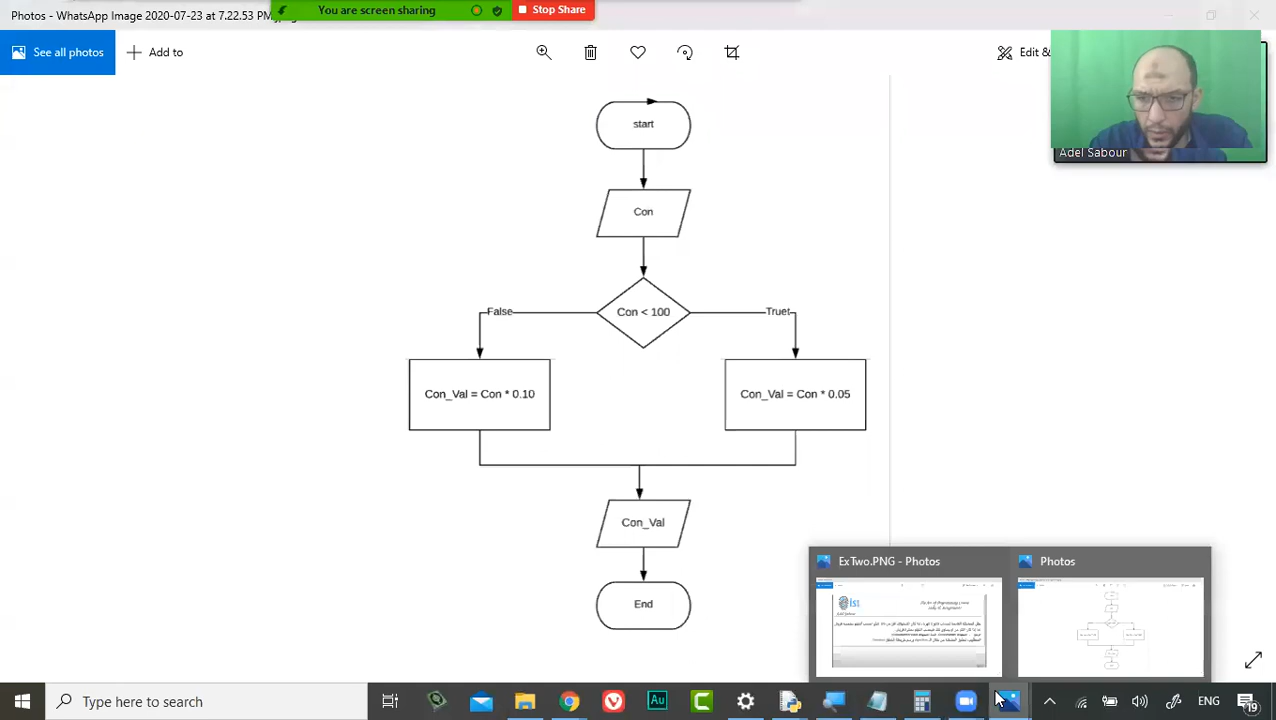 Photos - WhatsApp Image 2020-07-23 at 7.22.53 PM
You are screen sharing
Stop Share
See all photos
Add to
Edit &
Adel Sabour
start
Con
Con < 100
False
Truet
Con_Val = Con * 0.10
Con_Val = Con * 0.05
Con_Val
End
ExTwo.PNG - Photos
Photos
Type here to search
Au
ENG
19